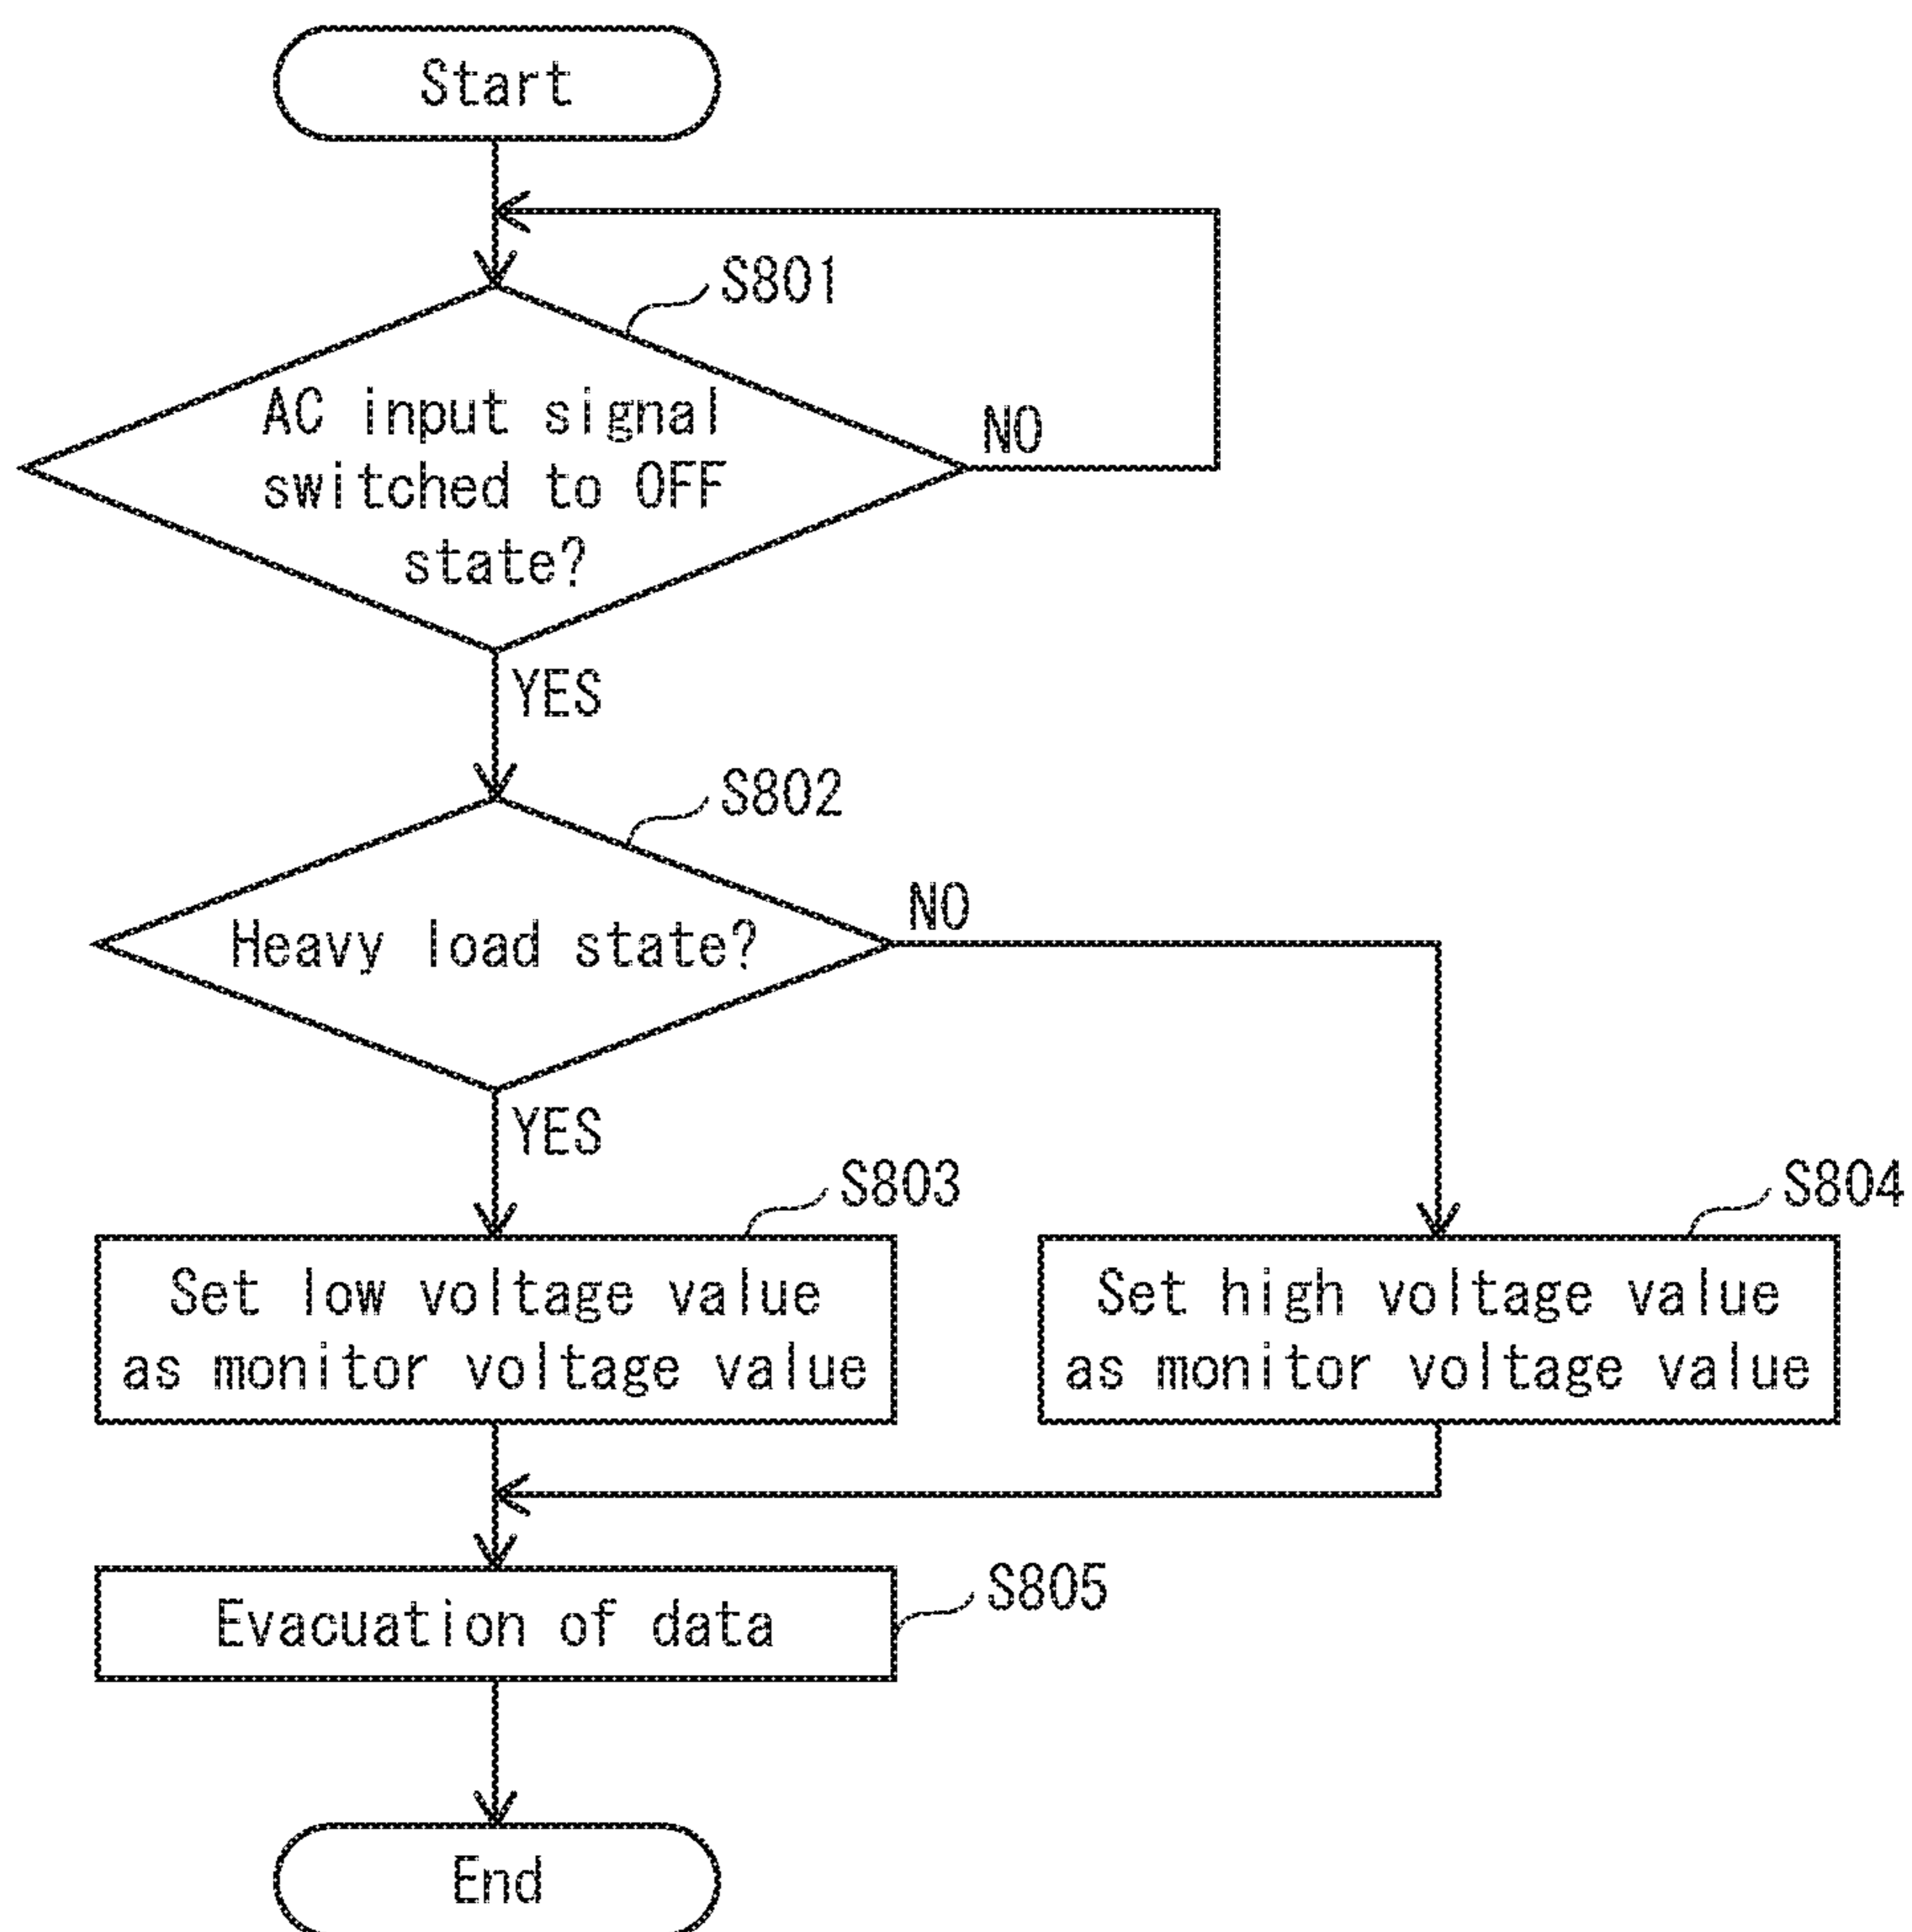 Start
S801
AC input signal
switched to OFF
state?
NO
YES
S802
Heavy load state?
NO
YES
S803
S804
Set low voltage value
as monitor voltage value
Set high voltage value
as monitor voltage value
S805
Evacuation of data
End